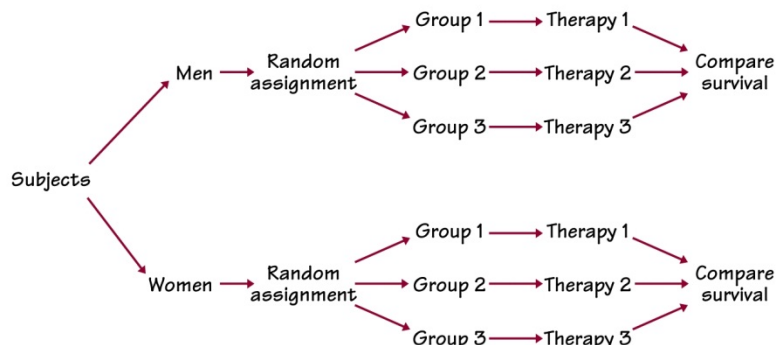 Group 1
Therapy 1
Men
Random
assignment
Group 2
Therapy 2
Compare
survival
Group 3
Therapy 3
Subjects
Group 1
Therapy 1
Women
Random
assignment
Group 2
Therapy 2
Compare
survival
Group 3
Therapy 3